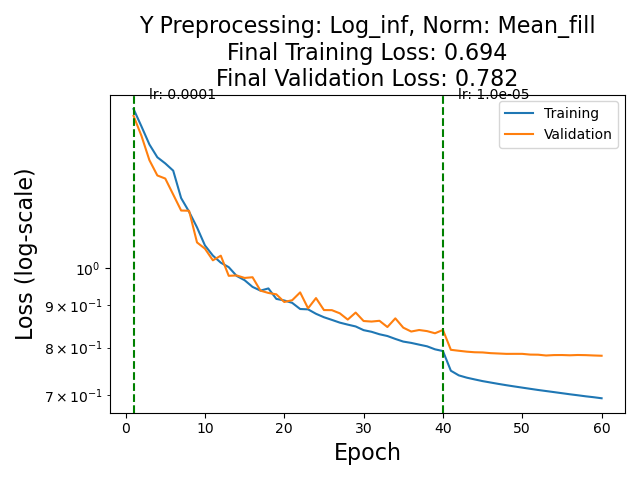 Y Preprocessing: Log_inf, Norm: Mean_fill
Final Training Loss: 0.694
Final Validation Loss: 0.782
lr: 0.0001
lr: 1.0e-05
Training
Validation
Loss (log-scale)
10⁰
9 × 10⁻¹
8 × 10⁻¹
7 × 10⁻¹
0 10 20 30 40 50 60
Epoch